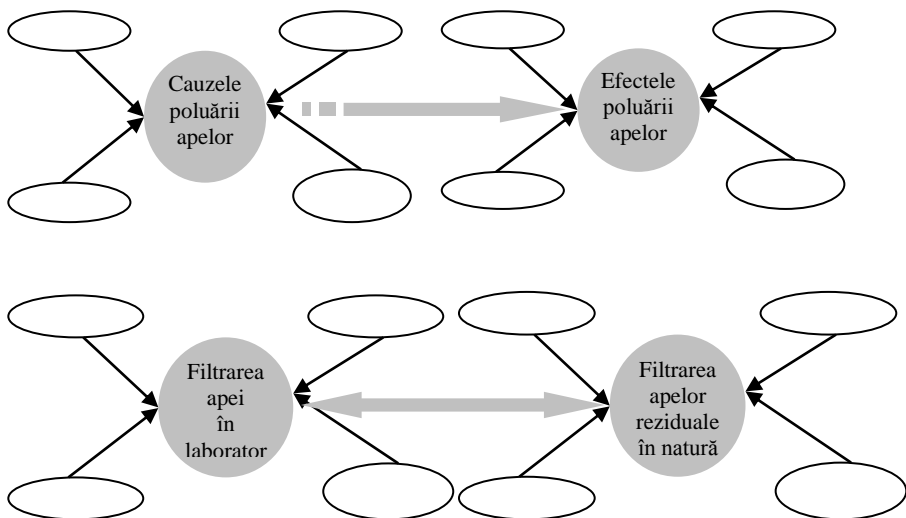 Cauzele
poluării
apelor
Efectele
poluării
apelor
Filtrarea
apei
în
laborator
Filtrarea
apelor
reziduale
în natură